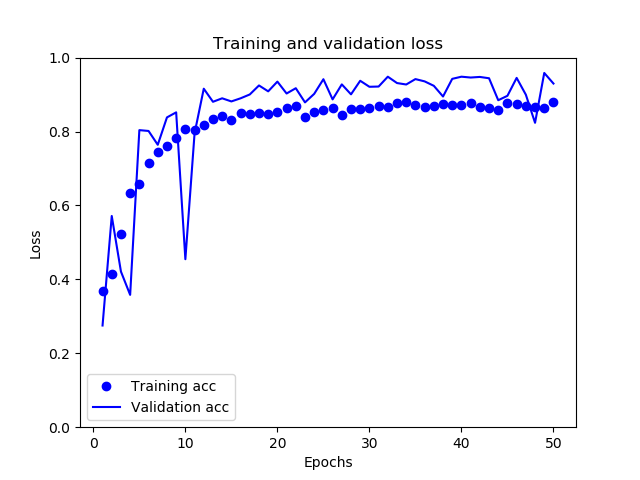 Training and validation loss
1.0
0.8
0.6
0.4
0.2
0.0
Loss
Training acc
Validation acc
0 10 20 30 40 50
Epochs